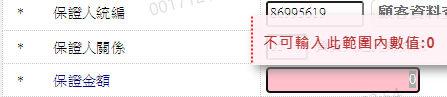 * 保證人統編 86995619 顧客資料
* 保證人關係
不可輸入此範圍內數值:0
* 保證金額 0